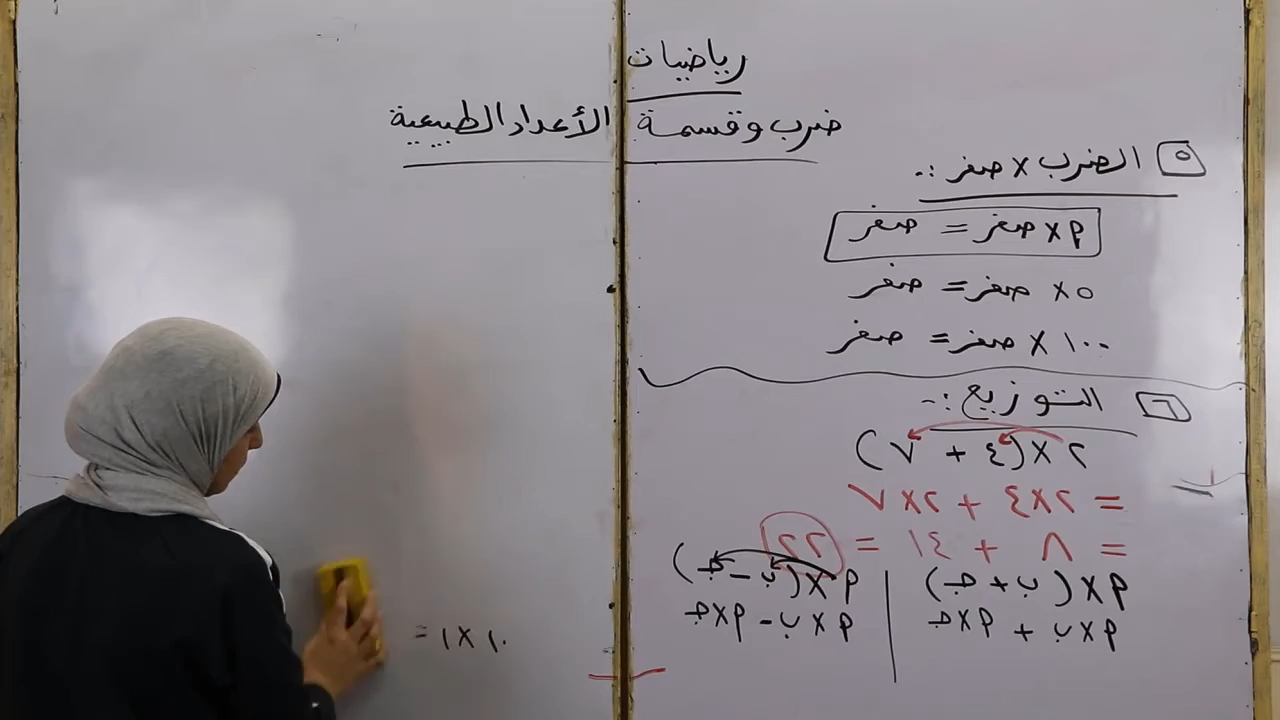 رياضيات
ضرب وقسمة الأعداد الطبيعية
٥ الضرب × صفر :-
م × صفر = صفر
٥ × صفر = صفر
١٠٠ × صفر = صفر
٦ التوزيع :-
٢ × (٤ + ٧)
= ٢×٤ + ٢×٧
= ٨ + ١٤ = ٢٢
م × (ب + جـ)
م×ب + م×جـ
م × (ب - جـ)
م×ب - م×جـ
١٠ × ١ =